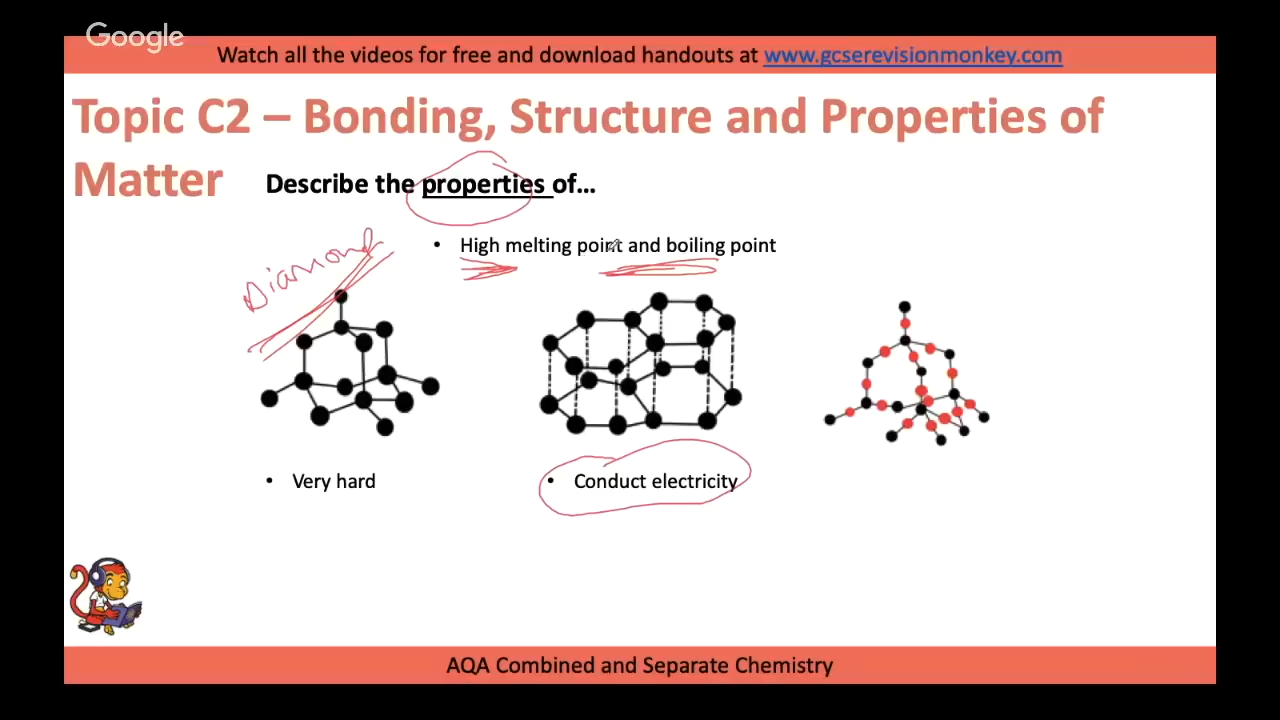 Google
Watch all the videos for free and download handouts at www.gcserevisionmonkey.com
Topic C2 – Bonding, Structure and Properties of
Matter
Describe the properties of...
• High melting point and boiling point
Diamond
• Very hard
• Conduct electricity
AQA Combined and Separate Chemistry